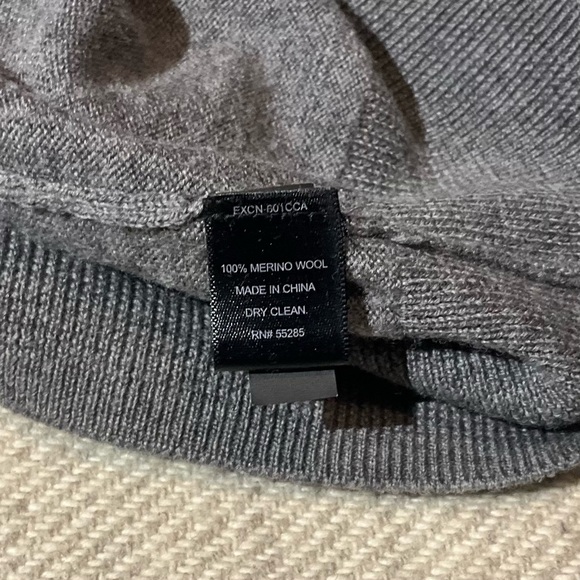 EXCN-601CCA
100% MERINO WOOL
MADE IN CHINA
DRY CLEAN.
RN# 55285